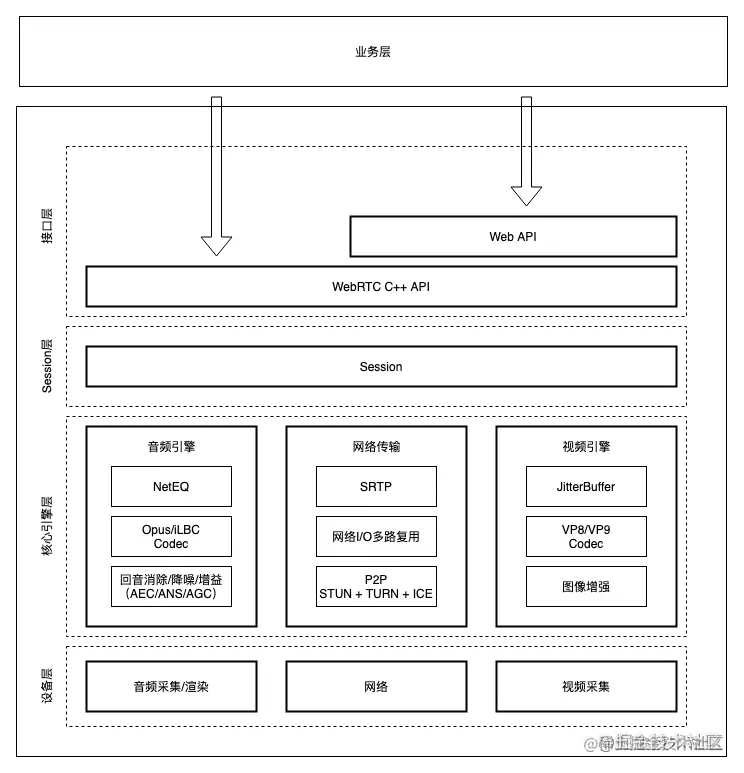 业务层
接口层
Web API
WebRTC C++ API
Session层
Session
核心引擎层
音频引擎
NetEQ
Opus/iLBC
Codec
回音消除/降噪/增益
（AEC/ANS/AGC）
网络传输
SRTP
网络I/O多路复用
P2P
STUN + TURN + ICE
视频引擎
JitterBuffer
VP8/VP9
Codec
图像增强
设备层
音频采集/渲染
网络
视频采集
@稀土掘金技术社区